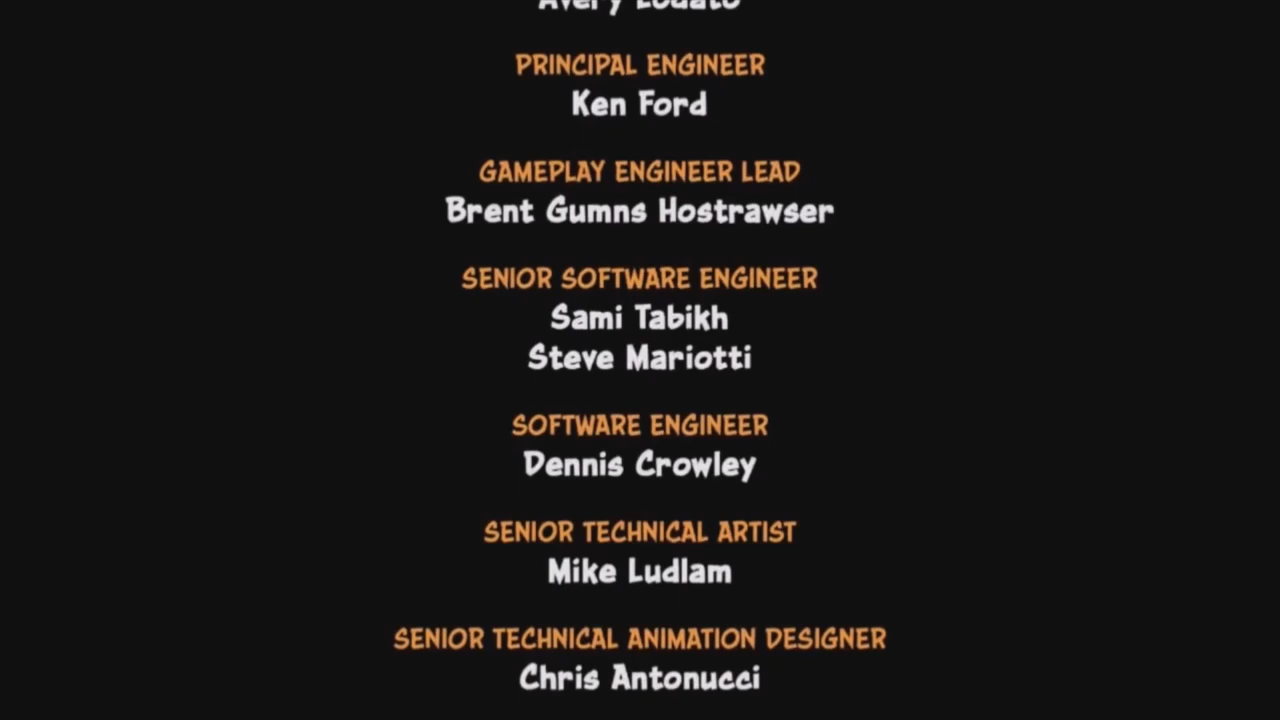 Avery Lodato
PRINCIPAL ENGINEER
Ken Ford
GAMEPLAY ENGINEER LEAD
Brent Gumns Hostrawser
SENIOR SOFTWARE ENGINEER
Sami Tabikh
Steve Mariotti
SOFTWARE ENGINEER
Dennis Crowley
SENIOR TECHNICAL ARTIST
Mike Ludlam
SENIOR TECHNICAL ANIMATION DESIGNER
Chris Antonucci